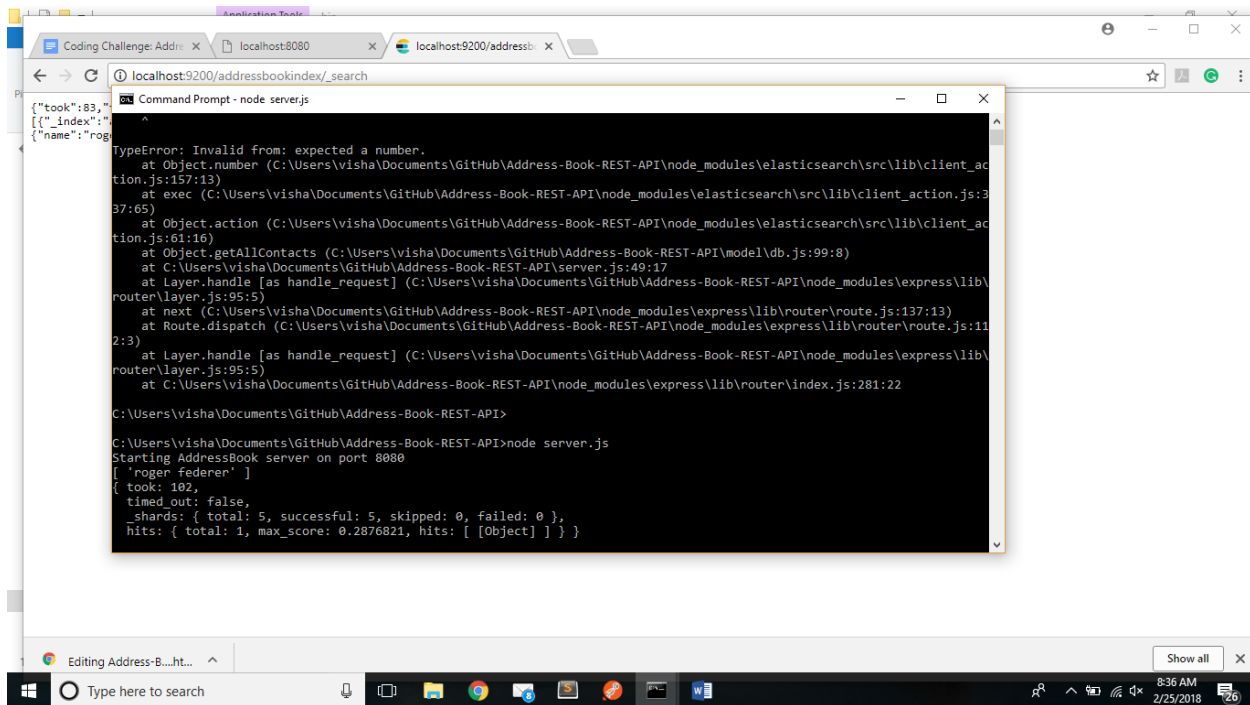 Application Tools
Coding Challenge: Addre
localhost:8080
localhost:9200/addressb
localhost:9200/addressbookindex/_search
{"took":83,"
[{"_index":"
{"name":"rog
Command Prompt - node server.js
^
TypeError: Invalid from: expected a number.
at Object.number (C:\Users\visha\Documents\GitHub\Address-Book-REST-API\node_modules\elasticsearch\src\lib\client_ac
tion.js:157:13)
at exec (C:\Users\visha\Documents\GitHub\Address-Book-REST-API\node_modules\elasticsearch\src\lib\client_action.js:3
37:65)
at Object.action (C:\Users\visha\Documents\GitHub\Address-Book-REST-API\node_modules\elasticsearch\src\lib\client_ac
tion.js:61:16)
at Object.getAllContacts (C:\Users\visha\Documents\GitHub\Address-Book-REST-API\model\db.js:99:8)
at C:\Users\visha\Documents\GitHub\Address-Book-REST-API\server.js:49:17
at Layer.handle [as handle_request] (C:\Users\visha\Documents\GitHub\Address-Book-REST-API\node_modules\express\lib\
router\layer.js:95:5)
at next (C:\Users\visha\Documents\GitHub\Address-Book-REST-API\node_modules\express\lib\router\route.js:137:13)
at Route.dispatch (C:\Users\visha\Documents\GitHub\Address-Book-REST-API\node_modules\express\lib\router\route.js:11
2:3)
at Layer.handle [as handle_request] (C:\Users\visha\Documents\GitHub\Address-Book-REST-API\node_modules\express\lib\
router\layer.js:95:5)
at C:\Users\visha\Documents\GitHub\Address-Book-REST-API\node_modules\express\lib\router\index.js:281:22
C:\Users\visha\Documents\GitHub\Address-Book-REST-API>
C:\Users\visha\Documents\GitHub\Address-Book-REST-API>node server.js
Starting AddressBook server on port 8080
[ 'roger federer' ]
{ took: 102,
timed_out: false,
_shards: { total: 5, successful: 5, skipped: 0, failed: 0 },
hits: { total: 1, max_score: 0.2876821, hits: [ [Object] ] } }
Editing Address-B....ht...
Show all
Type here to search
8:36 AM
2/25/2018
26